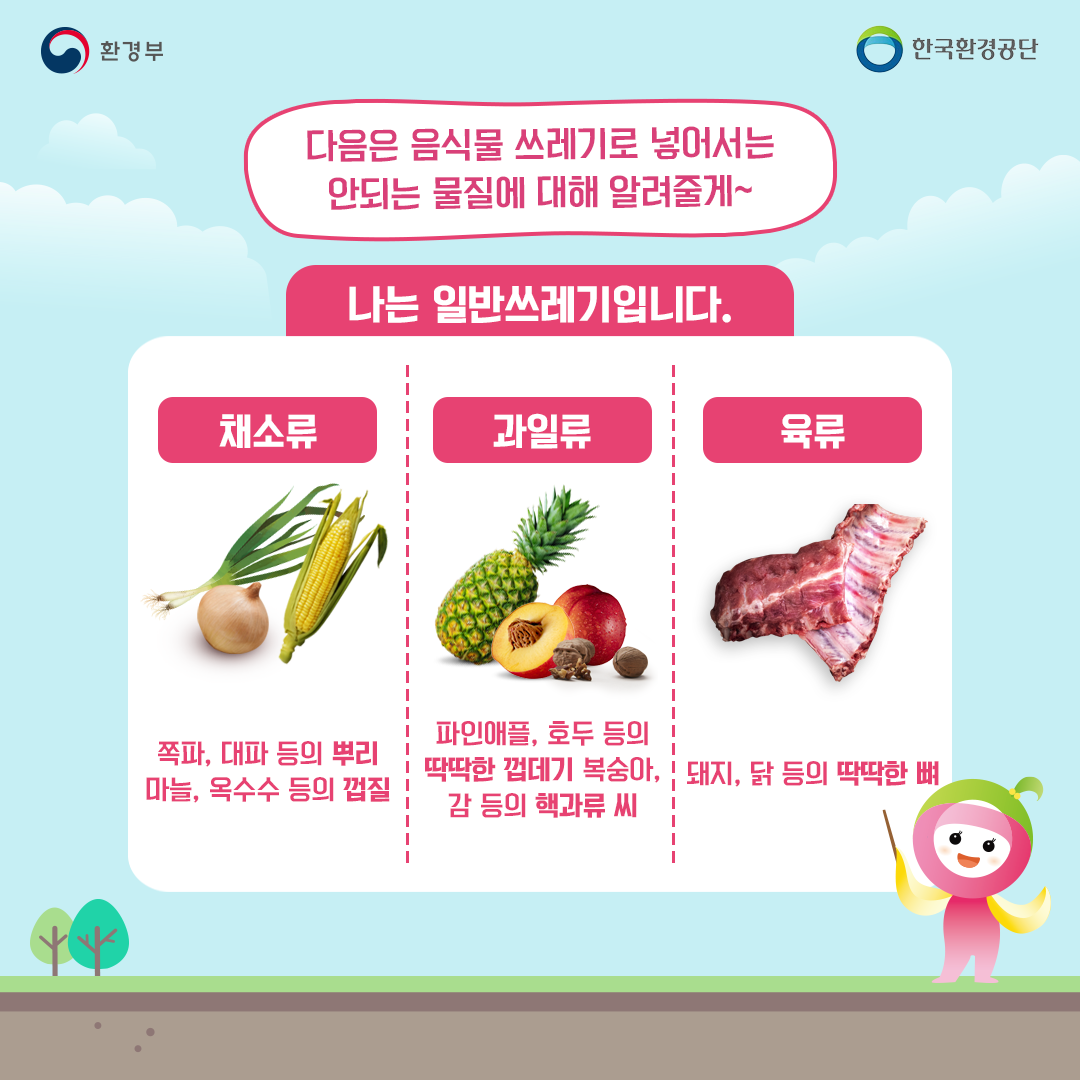 환경부
한국환경공단
다음은 음식물 쓰레기로 넣어서는
안되는 물질에 대해 알려줄게~
나는 일반쓰레기입니다.
채소류
쪽파, 대파 등의 뿌리
마늘, 옥수수 등의 껍질
과일류
파인애플, 호두 등의
딱딱한 껍데기 복숭아,
감 등의 핵과류 씨
육류
돼지, 닭 등의 딱딱한 뼈